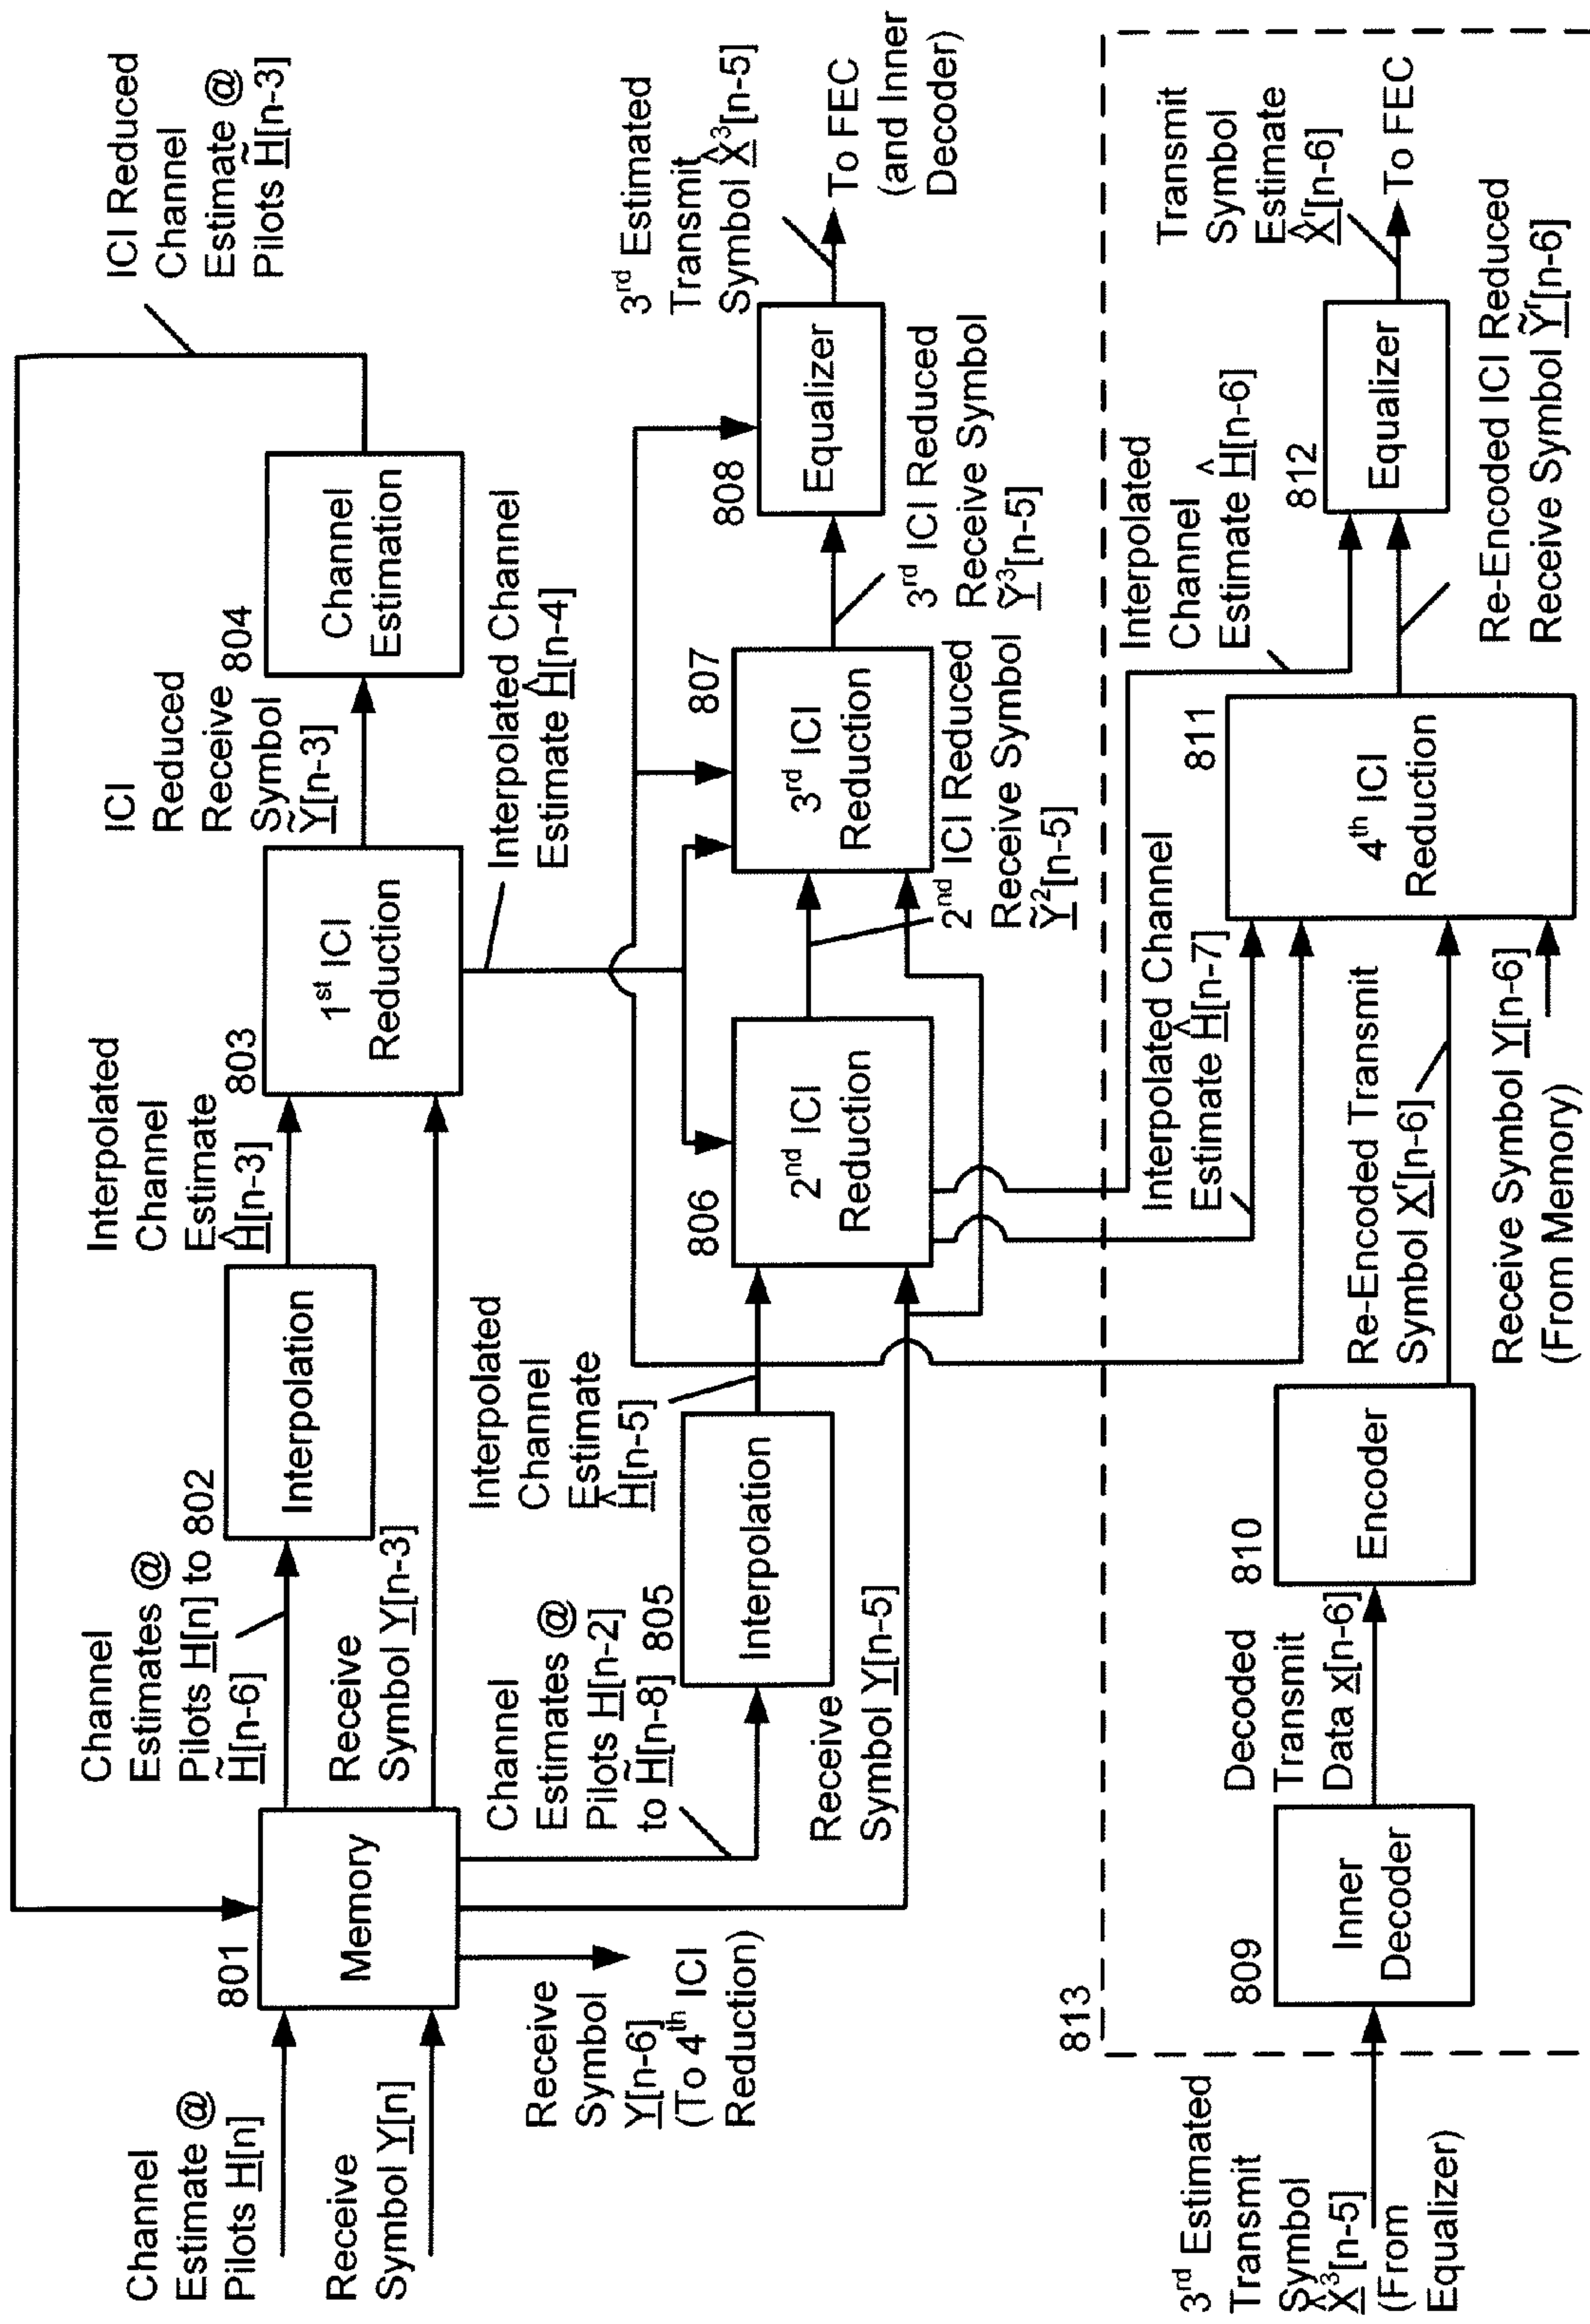 Channel
Estimate @
Pilots H[n]
Receive
Symbol Y[n]
801
Memory
Receive
Symbol
Y[n-6]
(To 4th ICI
Reduction)
Channel
Estimates @
Pilots H[n] to
H̃[n-6]
802
Interpolation
Receive
Symbol Y[n-3]
Interpolated
Channel
Estimate
Ĥ[n-3]
803
1st ICI
Reduction
ICI
Reduced
Receive
Symbol
Ỹ[n-3]
804
Channel
Estimation
ICI Reduced
Channel
Estimate @
Pilots H̃[n-3]
Interpolated Channel
Estimate Ĥ[n-4]
Channel
Estimates @
Pilots H[n-2]
to H̃[n-8]
805
Interpolation
Receive
Symbol Y[n-5]
Interpolated
Channel
Estimate
Ĥ[n-5]
806
2nd ICI
Reduction
2nd ICI Reduced
Receive Symbol
Ỹ²[n-5]
807
3rd ICI
Reduction
3rd ICI Reduced
Receive Symbol
Ỹ³[n-5]
808
Equalizer
3rd Estimated
Transmit
Symbol X̂³[n-5]
To FEC
(and Inner
Decoder)
813
3rd Estimated
Transmit
Symbol
X̂³[n-5]
(From
Equalizer)
809
Inner
Decoder
Decoded
Transmit
Data x[n-6]
810
Encoder
Re-Encoded Transmit
Symbol Xʳ[n-6]
Receive Symbol Y[n-6]
(From Memory)
Interpolated Channel
Estimate Ĥ[n-7]
811
4th ICI
Reduction
Interpolated
Channel
Estimate Ĥ[n-6]
812
Equalizer
Re-Encoded ICI Reduced
Receive Symbol Ỹʳ[n-6]
Transmit
Symbol
Estimate
X̂ʳ[n-6]
To FEC